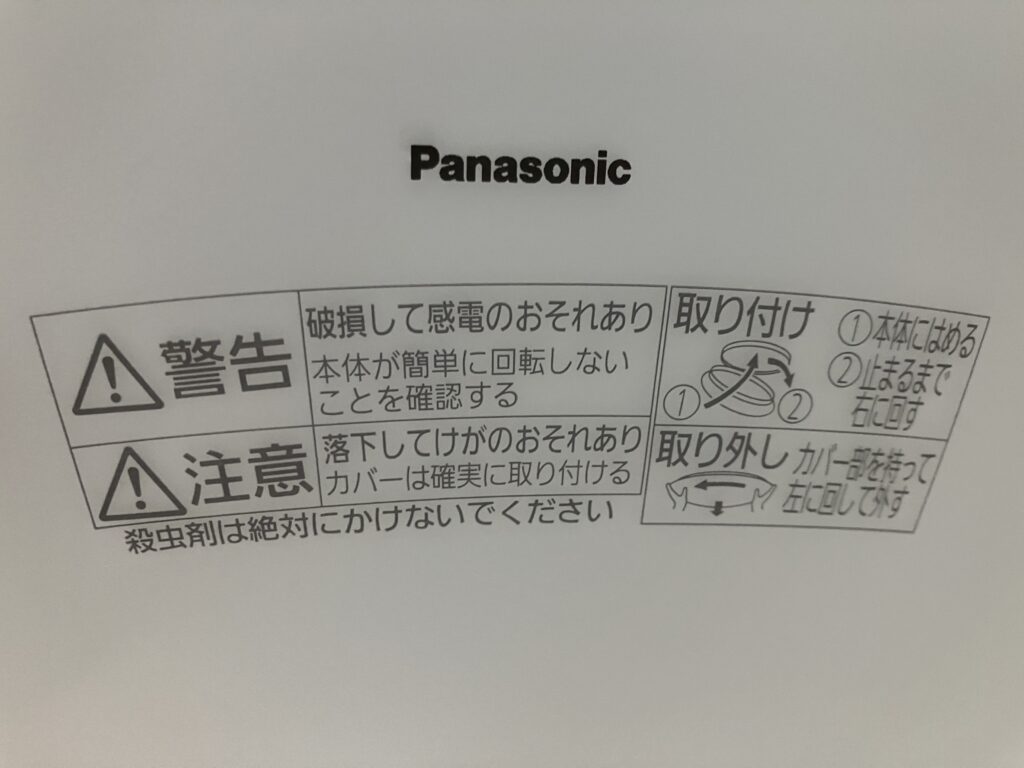 Panasonic
警告
破損して感電のおそれあり
本体が簡単に回転しない
ことを確認する
注意
落下してけがのおそれあり
カバーは確実に取り付ける
殺虫剤は絶対にかけないでください
取り付け
①本体にはめる
②止まるまで
右に回す
① ②
取り外し
カバー部を持って
左に回して外す